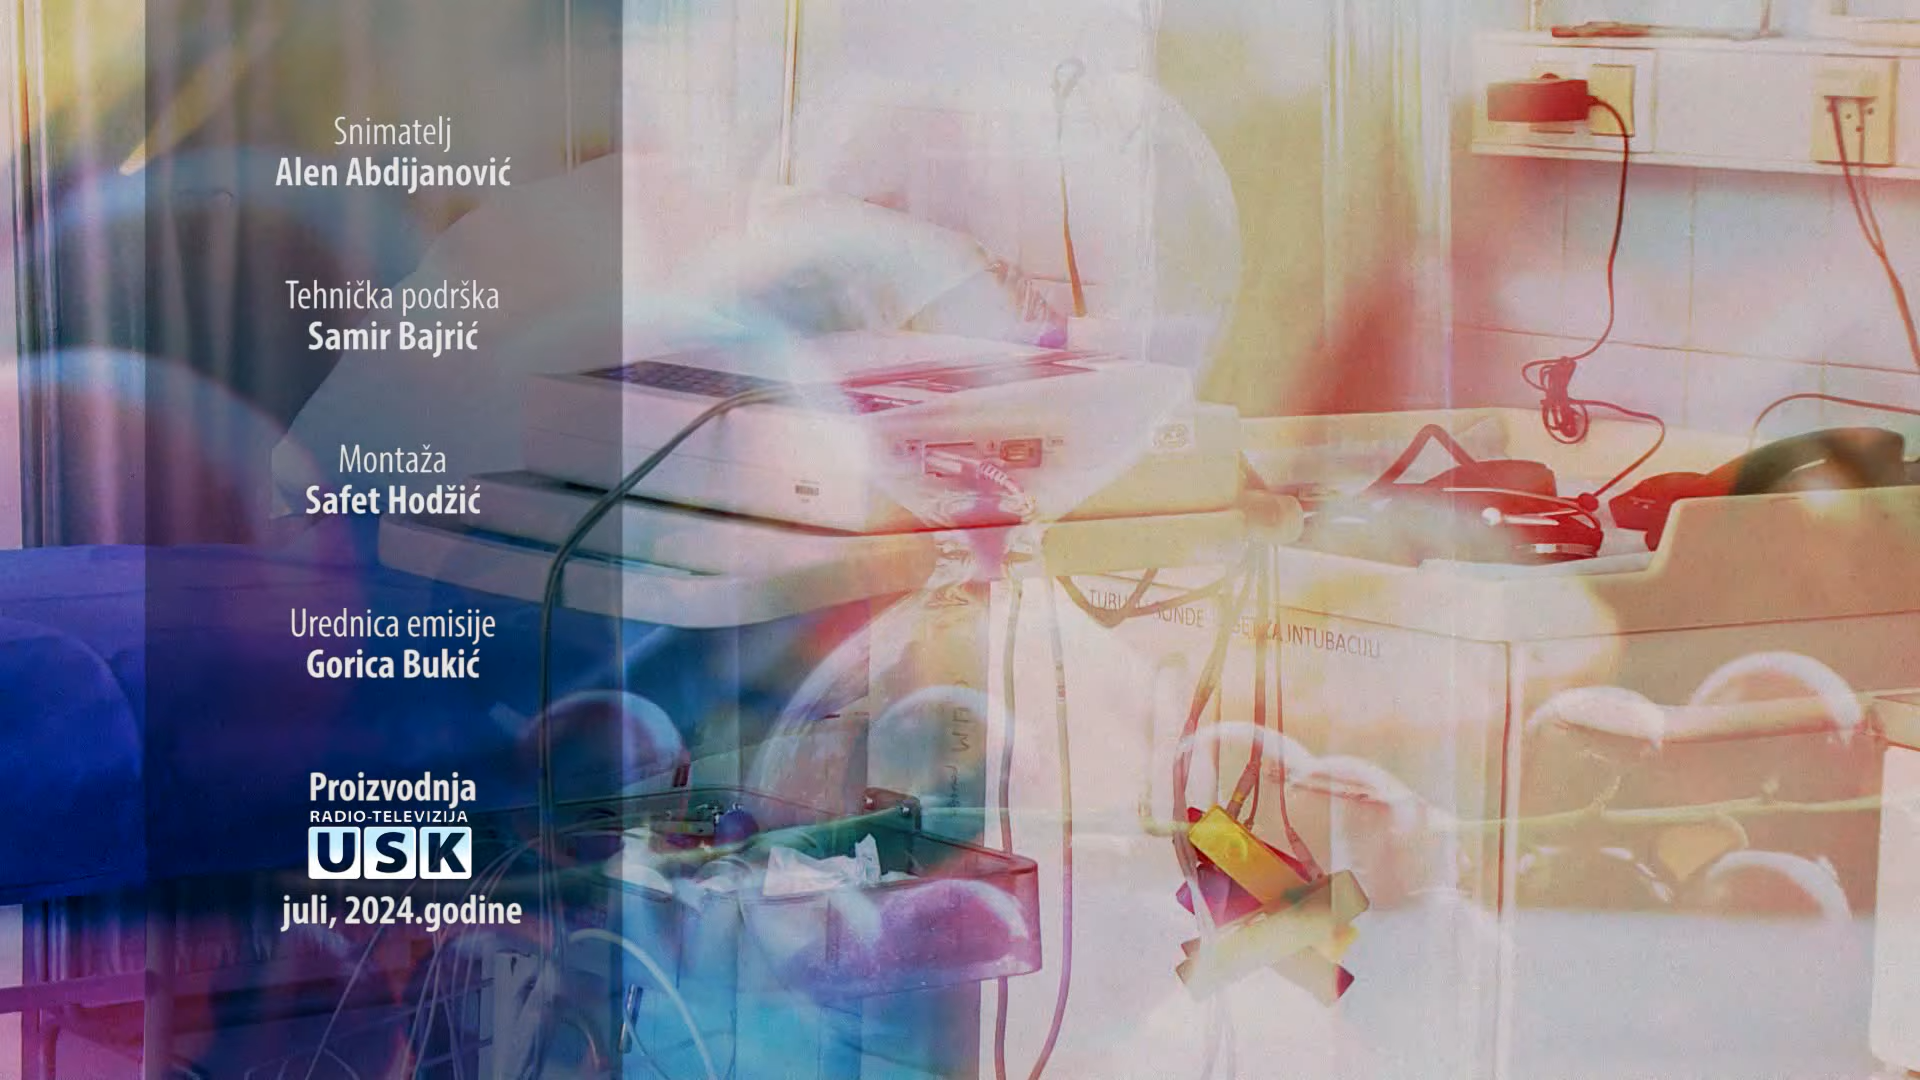 Snimatelj
Alen Abdijanović
Tehnička podrška
Samir Bajrić
Montaža
Safet Hodžić
Urednica emisije
Gorica Bukić
Proizvodnja
RADIO-TELEVIZIJA
USK
juli, 2024.godine
INTUBACIJU